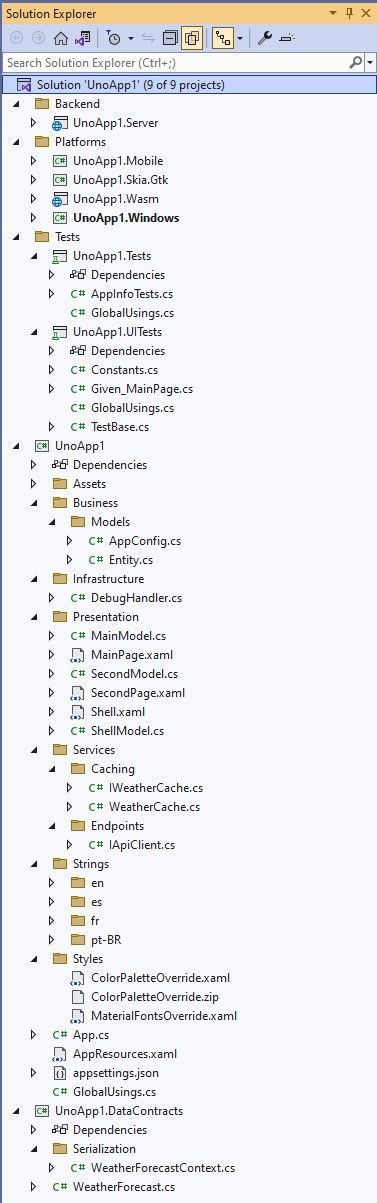 Solution Explorer
Search Solution Explorer (Ctrl+;)
Solution 'UnoApp1' (9 of 9 projects)
Backend
UnoApp1.Server
Platforms
C# UnoApp1.Mobile
C# UnoApp1.Skia.Gtk
UnoApp1.Wasm
C# UnoApp1.Windows
Tests
UnoApp1.Tests
Dependencies
C# AppInfoTests.cs
C# GlobalUsings.cs
UnoApp1.UITests
Dependencies
C# Constants.cs
C# Given_MainPage.cs
C# GlobalUsings.cs
C# TestBase.cs
C# UnoApp1
Dependencies
Assets
Business
Models
C# AppConfig.cs
C# Entity.cs
Infrastructure
C# DebugHandler.cs
Presentation
C# MainModel.cs
MainPage.xaml
C# SecondModel.cs
SecondPage.xaml
Shell.xaml
C# ShellModel.cs
Services
Caching
C# IWeatherCache.cs
C# WeatherCache.cs
Endpoints
C# IApiClient.cs
Strings
en
es
fr
pt-BR
Styles
ColorPaletteOverride.xaml
ColorPaletteOverride.zip
MaterialFontsOverride.xaml
C# App.cs
AppResources.xaml
appsettings.json
C# GlobalUsings.cs
C# UnoApp1.DataContracts
Dependencies
Serialization
C# WeatherForecastContext.cs
C# WeatherForecast.cs